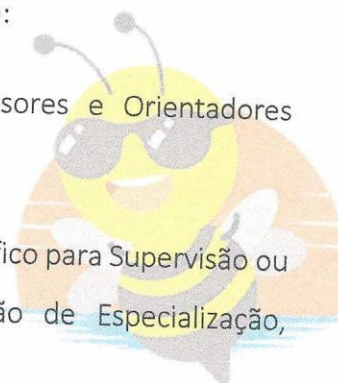 :
sores e Orientadores
fico para Supervisão ou
ão de Especialização,